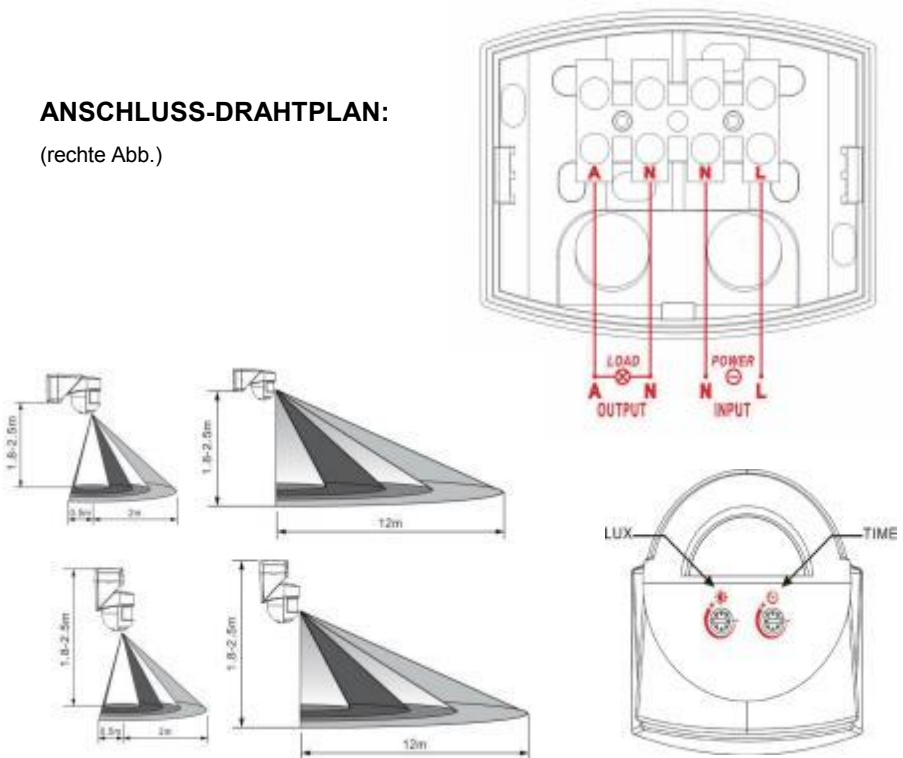 ANSCHLUSS-DRAHTPLAN:
(rechte Abb.)
A N N L
LOAD POWER
A N N L
OUTPUT INPUT
1.8-2.5m
0.5m 2m
1.8-2.5m
12m
LUX TIME
1.8-2.5m
0.5m 2m
1.8-2.5m
12m